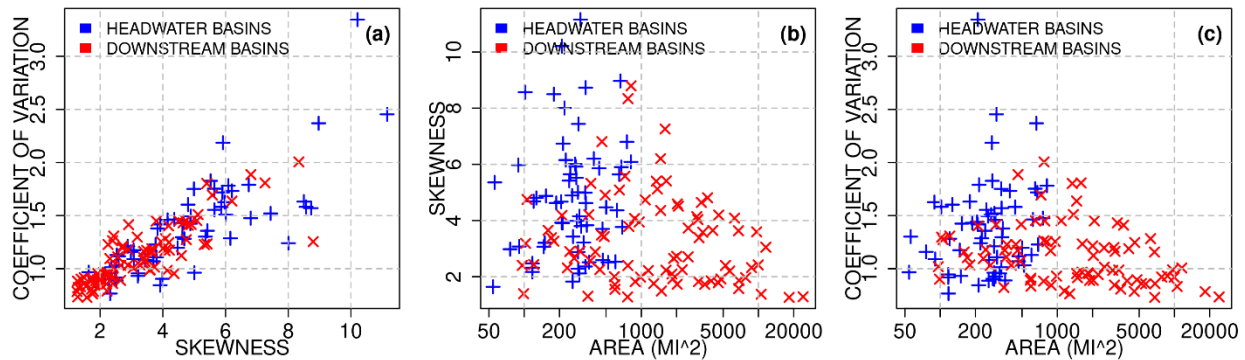 HEADWATER BASINS (a)
DOWNSTREAM BASINS
COEFFICIENT OF VARIATION
3.0
2.5
2.0
1.5
1.0
2 4 6 8 10
SKEWNESS
HEADWATER BASINS (b)
DOWNSTREAM BASINS
SKEWNESS
10
8
6
4
2
50 200 1000 5000 20000
AREA (MI^2)
HEADWATER BASINS (c)
DOWNSTREAM BASINS
COEFFICIENT OF VARIATION
3.0
2.5
2.0
1.5
1.0
50 200 1000 5000 20000
AREA (MI^2)